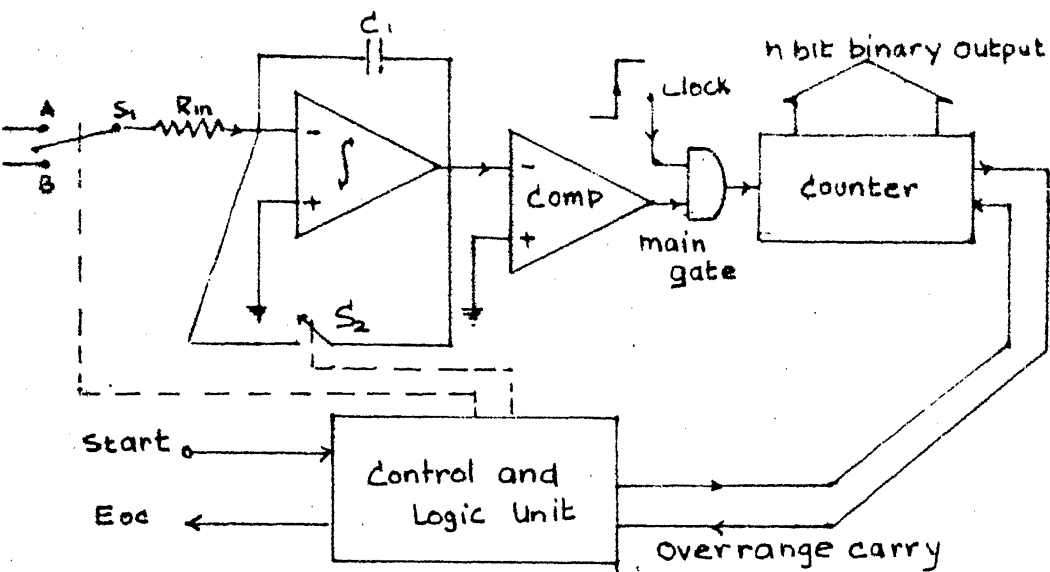 C1
n bit binary output
A
S1
Rin
Clock
-
∫
+
B
-
Comp
+
Counter
main
gate
S2
Start
Control and
Logic Unit
Eoc
Overrange carry